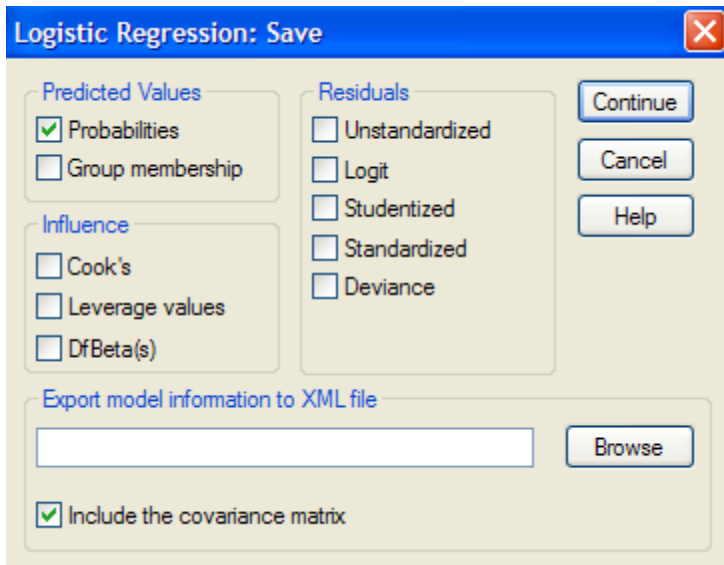 Logistic Regression: Save
Predicted Values
Probabilities
Group membership
Influence
Cook's
Leverage values
DfBeta(s)
Residuals
Unstandardized
Logit
Studentized
Standardized
Deviance
Continue
Cancel
Help
Export model information to XML file
Browse
Include the covariance matrix